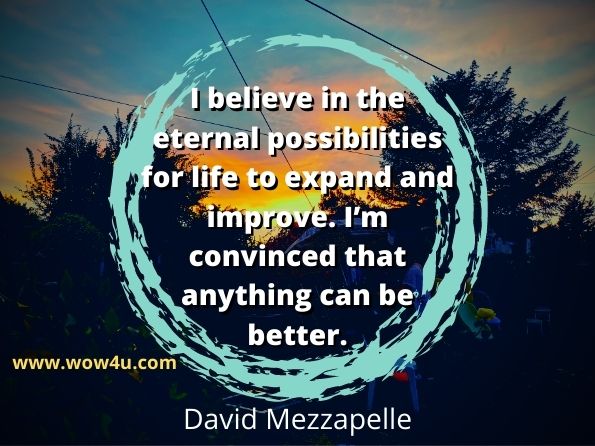 I believe in the
eternal possibilities
for life to expand and
improve. I’m
convinced that
anything can be
better.
www.wow4u.com
David Mezzapelle